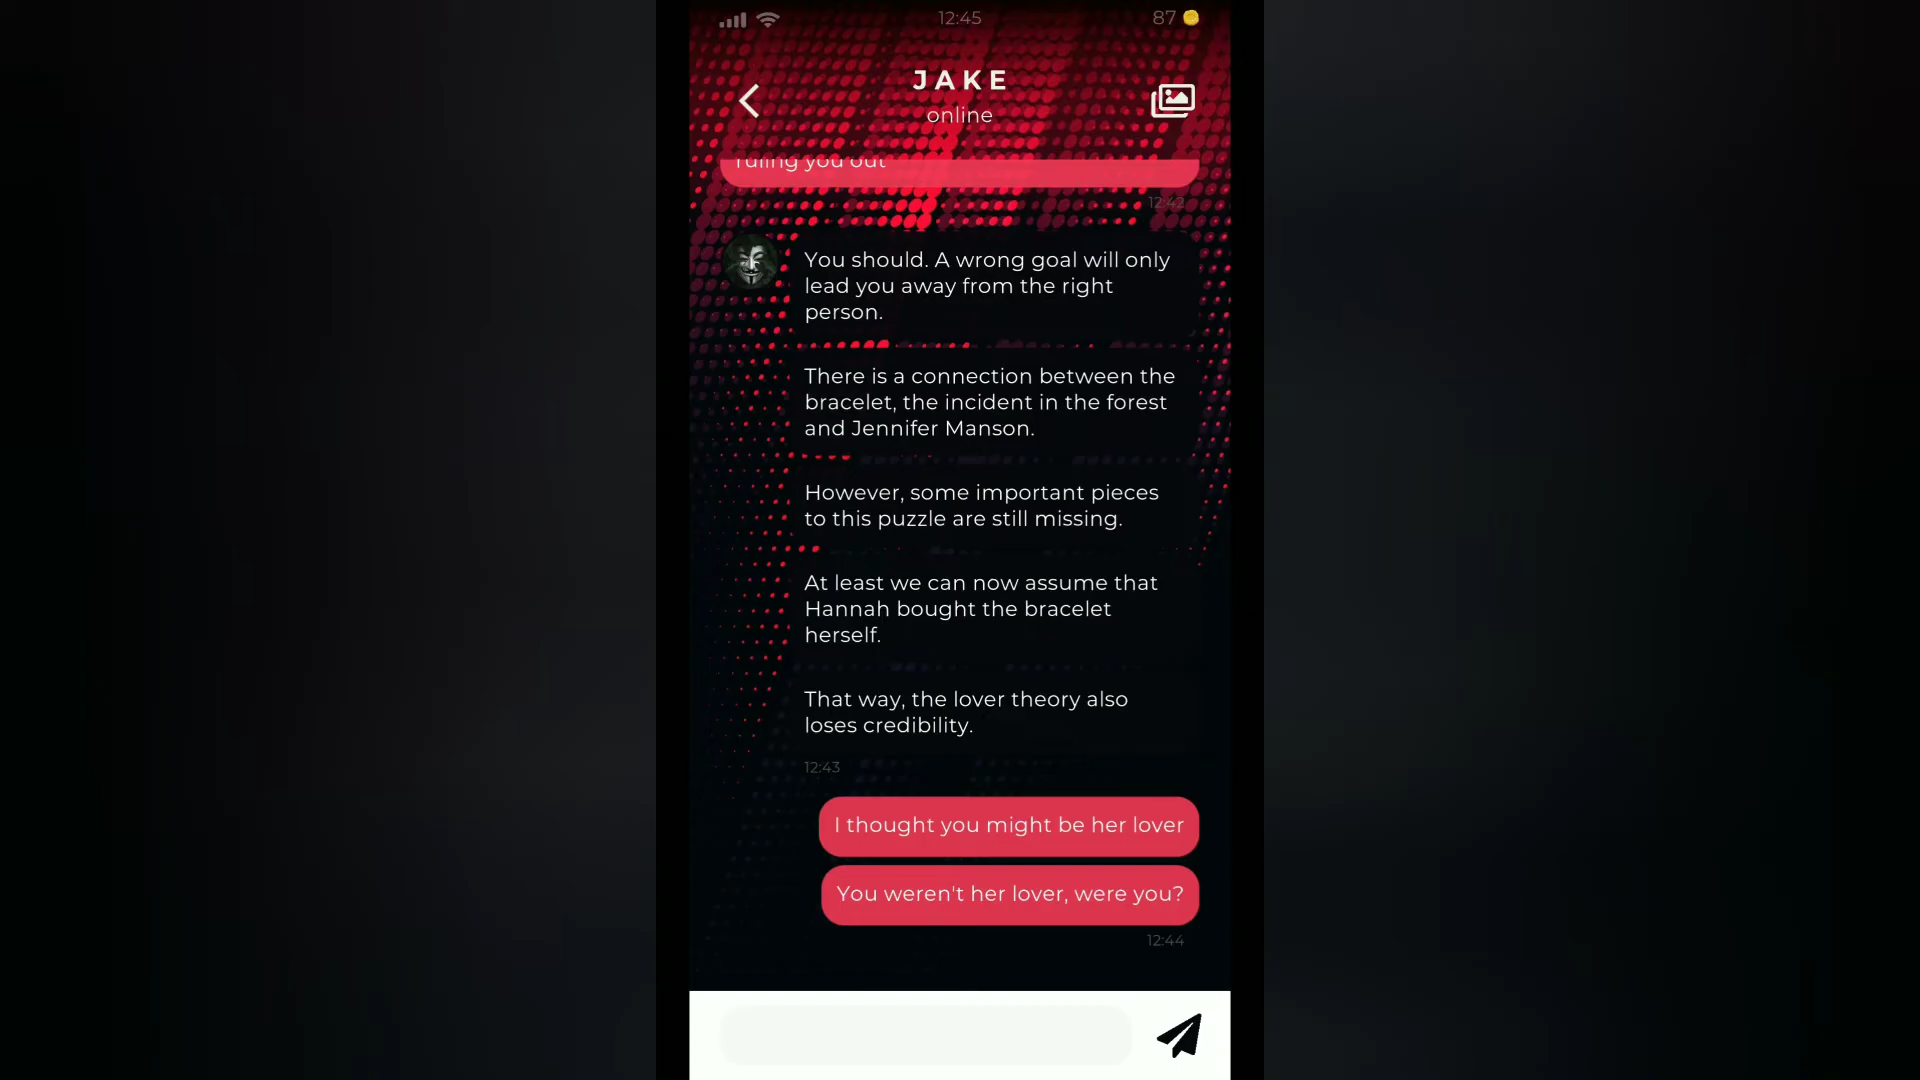 12:45
87
JAKE
online
ruling you out
12:42
You should. A wrong goal will only
lead you away from the right
person.
There is a connection between the
bracelet, the incident in the forest
and Jennifer Manson.
However, some important pieces
to this puzzle are still missing.
At least we can now assume that
Hannah bought the bracelet
herself.
That way, the lover theory also
loses credibility.
12:43
I thought you might be her lover
You weren't her lover, were you?
12:44